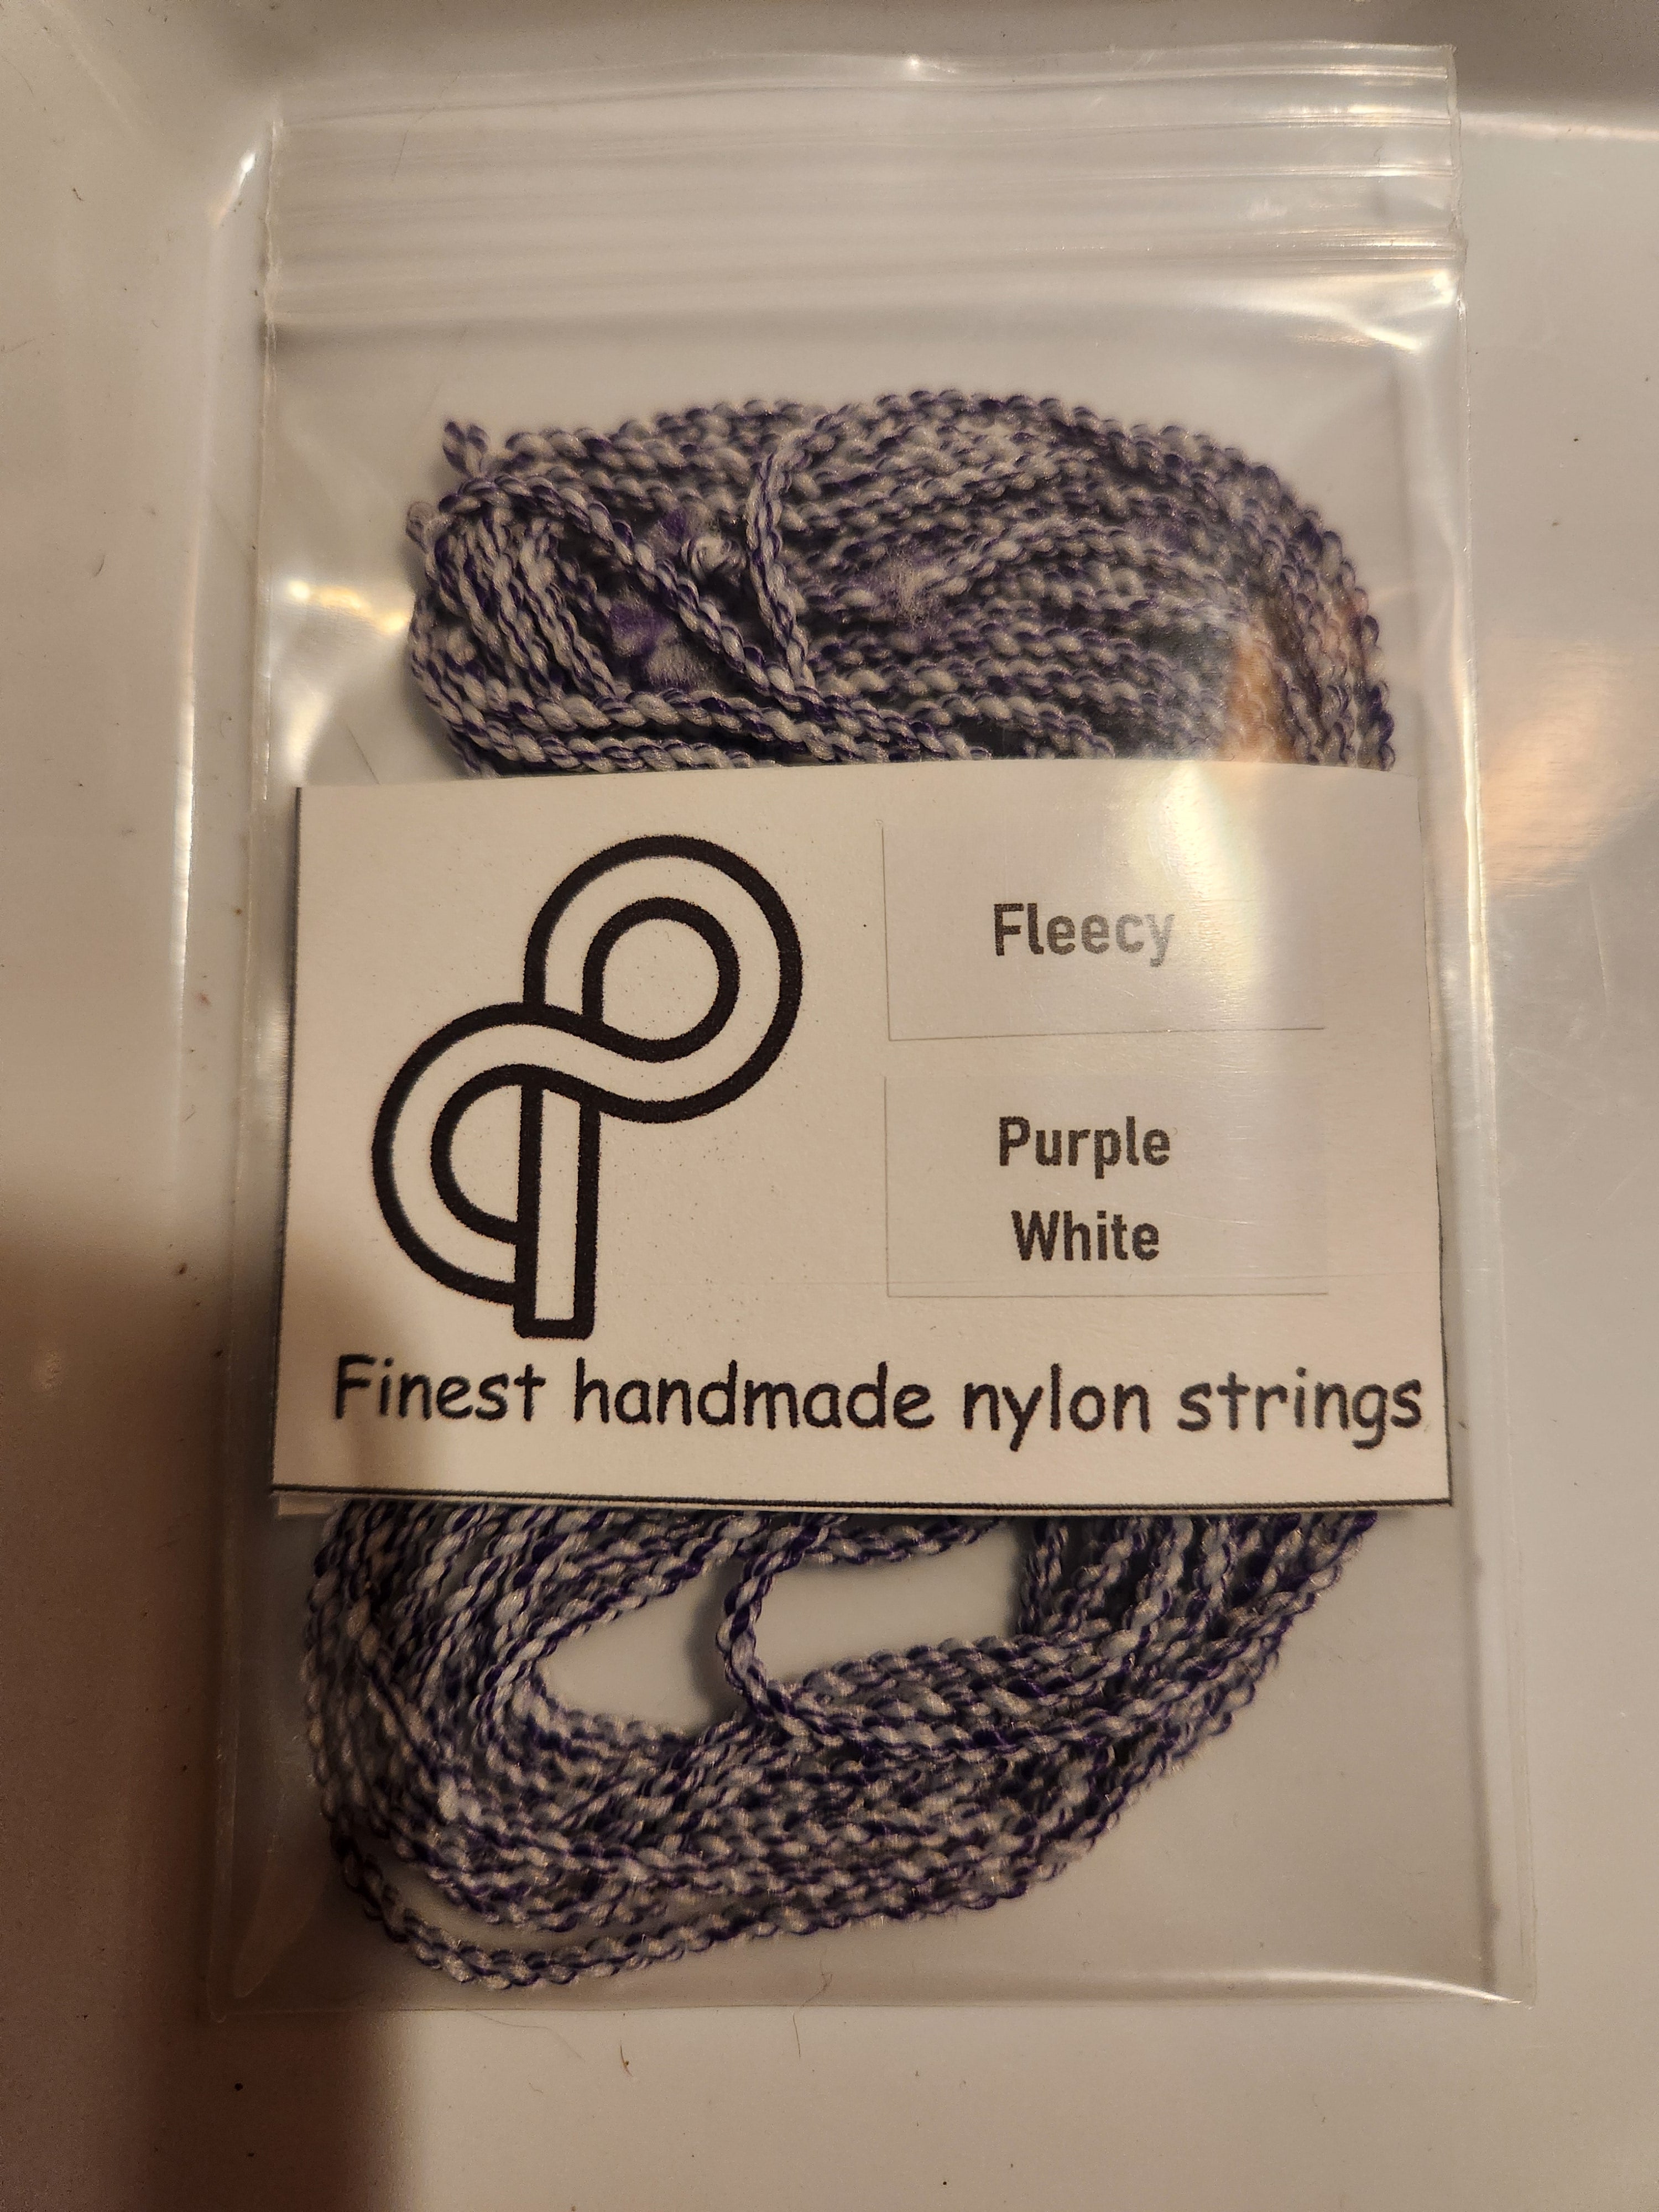 Fleecy
Purple
White
Finest handmade nylon strings